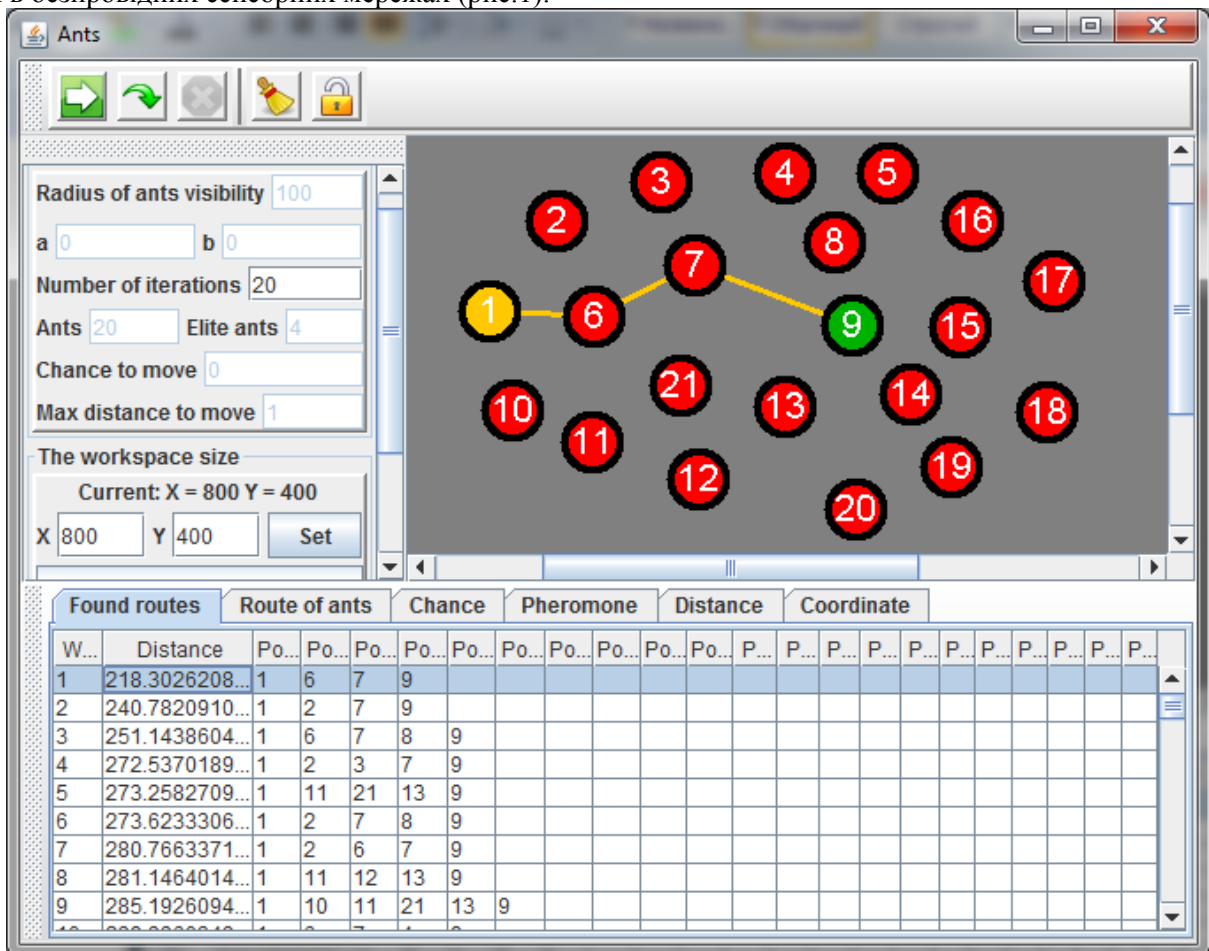 в безпровідних сенсорних мережах (рис.1).
Ants
Radius of ants visibility 100
a 0 b 0
Number of iterations 20
Ants 20 Elite ants 4
Chance to move 0
Max distance to move 1
The workspace size
Current: X = 800 Y = 400
X 800 Y 400 Set
3 4 5
2 8 16
7 17
1 6 9 15
21 13 14
10 11 18
12 19
20
Found routes Route of ants Chance Pheromone Distance Coordinate
W... Distance Po... Po... Po... Po... Po... Po... Po... Po... Po... Po... P... P... P... P... P... P... P... P... P... P... P...
1 218.3026208... 1 6 7 9
2 240.7820910... 1 2 7 9
3 251.1438604... 1 6 7 8 9
4 272.5370189... 1 2 3 7 9
5 273.2582709... 1 11 21 13 9
6 273.6233306... 1 2 7 8 9
7 280.7663371... 1 2 6 7 9
8 281.1464014... 1 11 12 13 9
9 285.1926094... 1 10 11 21 13 9